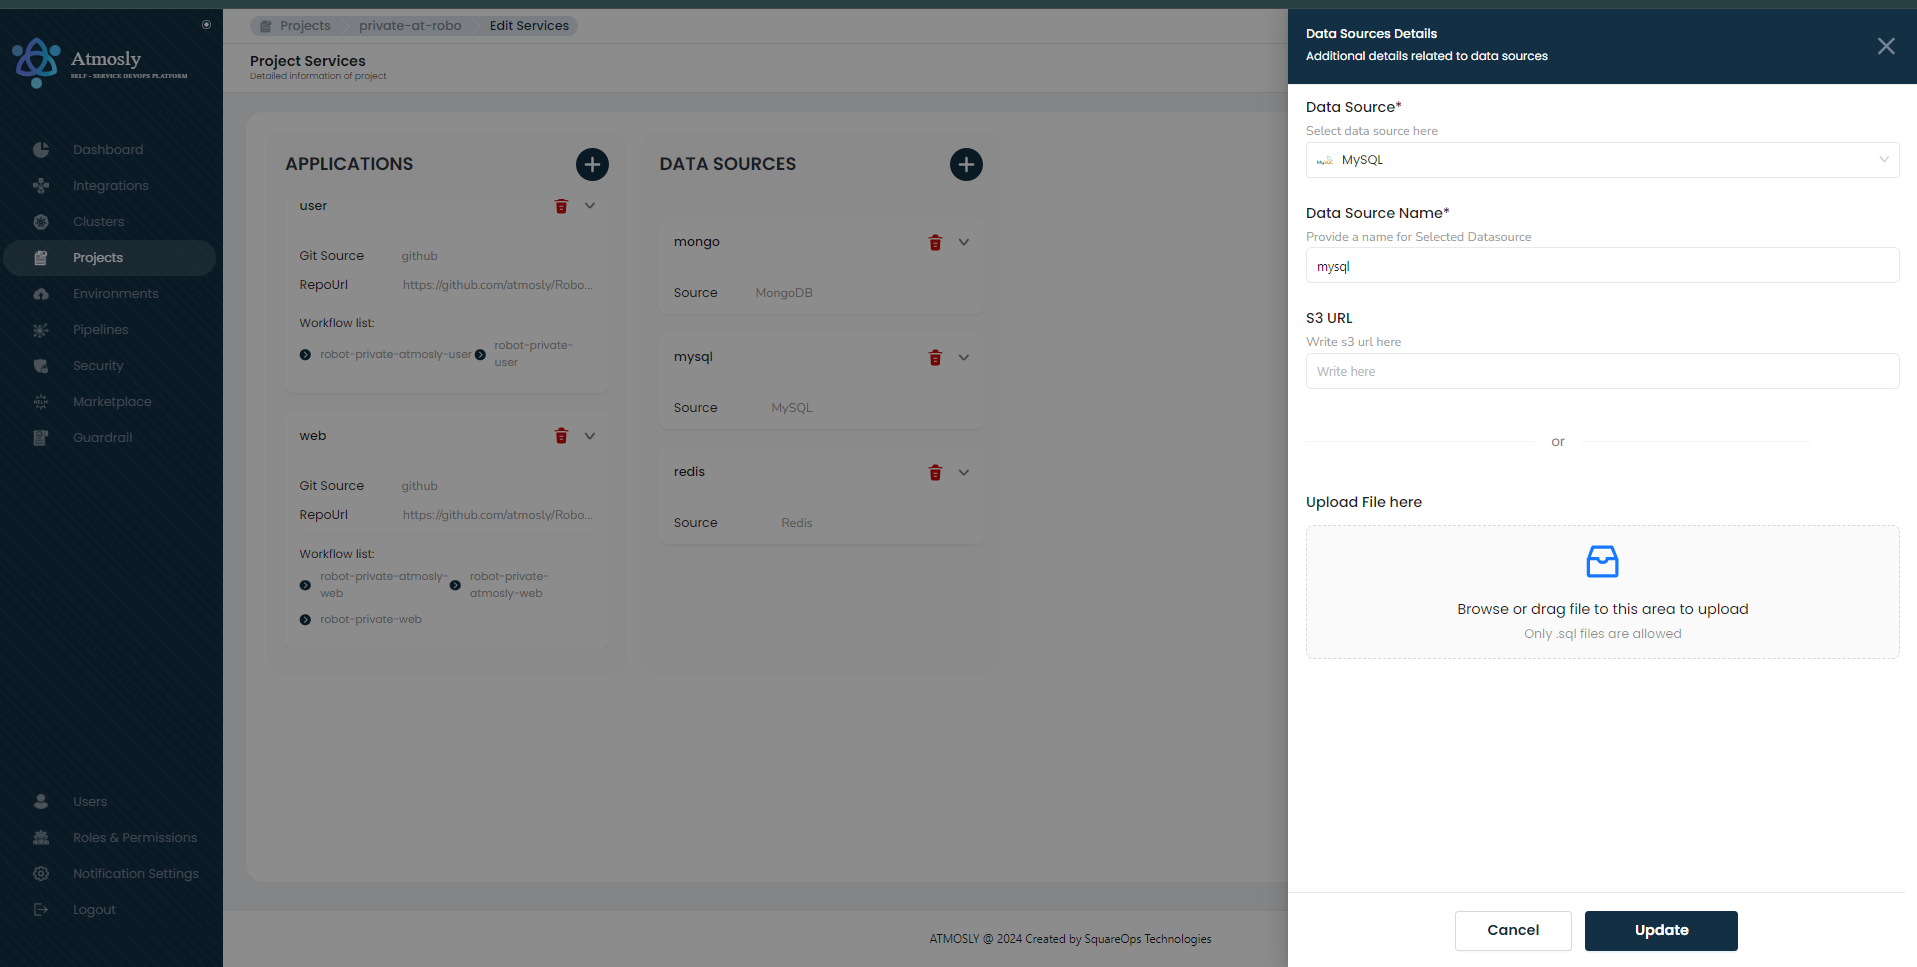 Atmosly
SELF - SERVICE DEVOPS PLATFORM
Dashboard
Integrations
Clusters
Projects
Environments
Pipelines
Security
Marketplace
Guardrail
Users
Roles & Permissions
Notification Settings
Logout
Projects private-at-robo Edit Services
Project Services
Detailed information of project
APPLICATIONS
user
Git Source github
RepoUrl https://github.com/atmosly/Robo...
Workflow list:
robot-private-atmosly-user robot-private-
user
web
Git Source github
RepoUrl https://github.com/atmosly/Robo...
Workflow list:
robot-private-atmosly- robot-private-
web atmosly-web
robot-private-web
DATA SOURCES
mongo
Source MongoDB
mysql
Source MySQL
redis
Source Redis
ATMOSLY @ 2024 Created by SquareOps Technologies
Data Sources Details
Additional details related to data sources
Data Source*
Select data source here
MySQL
Data Source Name*
Provide a name for Selected Datasource
mysql
S3 URL
Write s3 url here
Write here
or
Upload File here
Browse or drag file to this area to upload
Only .sql files are allowed
Cancel Update